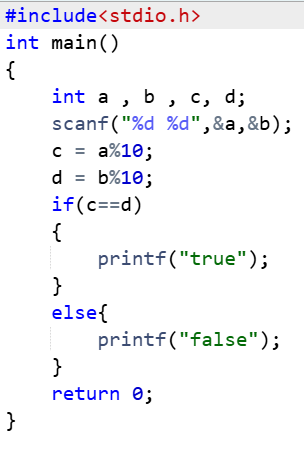 #include<stdio.h>
int main()
{
    int a , b , c, d;
    scanf("%d %d",&a,&b);
    c = a%10;
    d = b%10;
    if(c==d)
    {
        printf("true");
    }
    else{
        printf("false");
    }
    return 0;
}